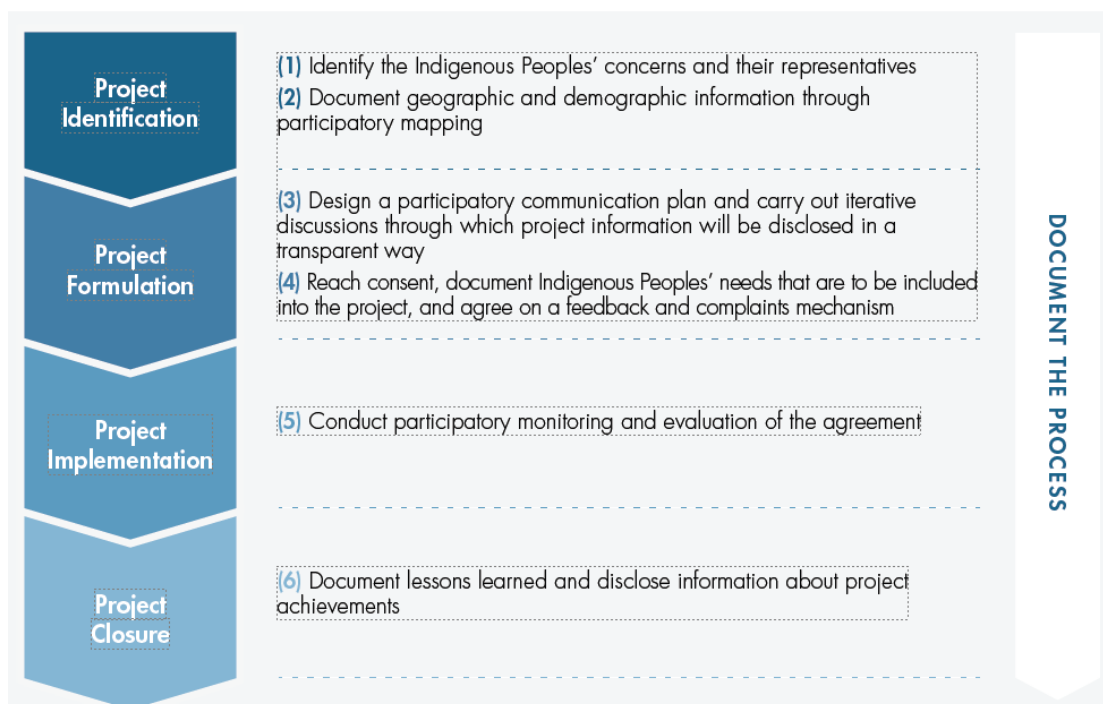 Project
Identification
(1) Identify the Indigenous Peoples’ concerns and their representatives
(2) Document geographic and demographic information through
participatory mapping
Project
Formulation
(3) Design a participatory communication plan and carry out iterative
discussions through which project information will be disclosed in a
transparent way
(4) Reach consent, document Indigenous Peoples’ needs that are to be included
into the project, and agree on a feedback and complaints mechanism
Project
Implementation
(5) Conduct participatory monitoring and evaluation of the agreement
Project
Closure
(6) Document lessons learned and disclose information about project
achievements
DOCUMENT THE PROCESS